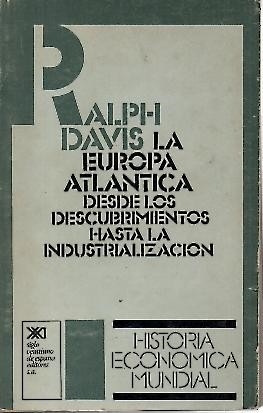 RALPH
DAVIS LA
EUROPA
ATLANTICA
DESDE LOS
DESCUBRIMIENTOS
HASTA LA
INDUSTRIALIZACION
XXI
siglo
veintiuno
de españa
editores
s.a.
HISTORIA
ECONOMICA
MUNDIAL